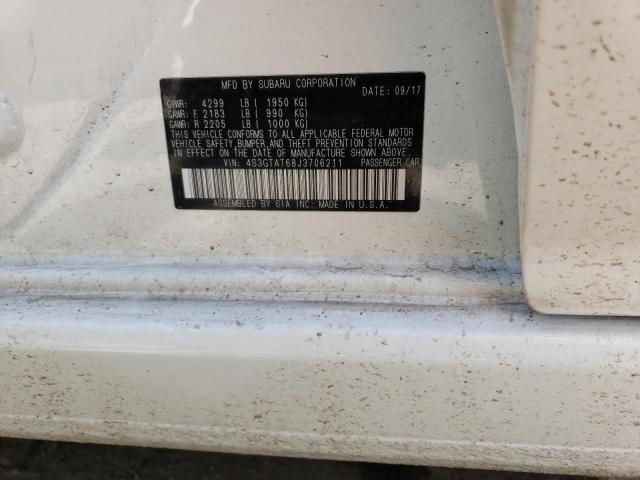 MFD BY SUBARU CORPORATION
DATE: 09/17
GVWR: 4299 LB ( 1950 KG)
GAWR: F 2183 LB ( 990 KG)
GAWR: R 2205 LB ( 1000 KG)
THIS VEHICLE CONFORMS TO ALL APPLICABLE FEDERAL MOTOR
VEHICLE SAFETY, BUMPER, AND THEFT PREVENTION STANDARDS
IN EFFECT ON THE DATE OF MANUFACTURE SHOWN ABOVE.
VIN: 4S3GTAT68J3706211 PASSENGER CAR
ASSEMBLED BY SIA INC. MADE IN U.S.A.